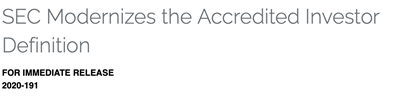 SEC Modernizes the Accredited Investor
Definition
FOR IMMEDIATE RELEASE
2020-191